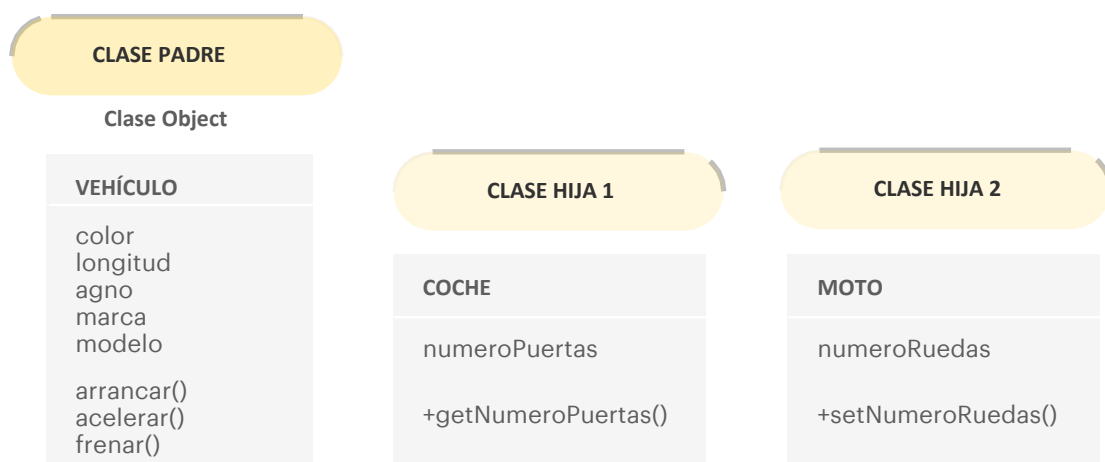 CLASE PADRE
Clase Object
VEHÍCULO
color
longitud
agno
marca
modelo
arrancar()
acelerar()
frenar()
CLASE HIJA 1
COCHE
numeroPuertas
+getNumeroPuertas()
CLASE HIJA 2
MOTO
numeroRuedas
+setNumeroRuedas()